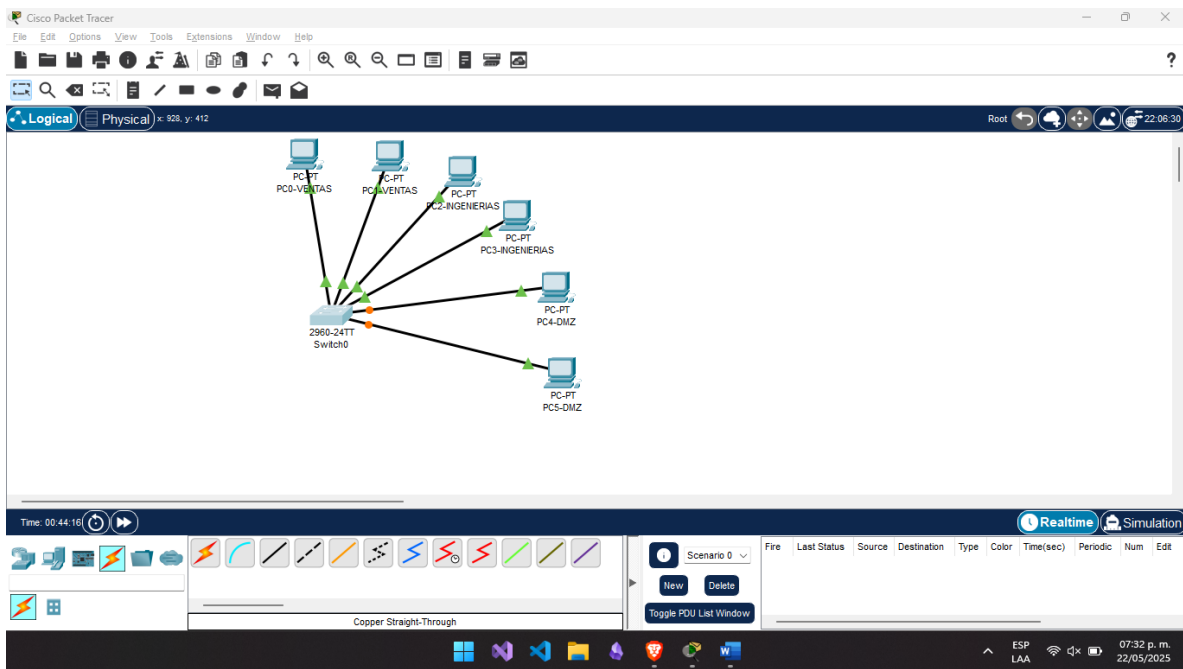 Cisco Packet Tracer
File Edit Options View Tools Extensions Window Help
?
Logical Physical x: 928, y: 412 Root 22:06:30
PC-PT
PC0-VENTAS
PC-PT
PC1-VENTAS
PC-PT
PC2-INGENIERIAS
PC-PT
PC3-INGENIERIAS
PC-PT
PC4-DMZ
2960-24TT
Switch0
PC-PT
PC5-DMZ
Time: 00:44:16 Realtime Simulation
Scenario 0
New Delete
Toggle PDU List Window
Fire Last Status Source Destination Type Color Time(sec) Periodic Num Edit
Copper Straight-Through
ESP
LAA
07:32 p. m.
22/05/2025